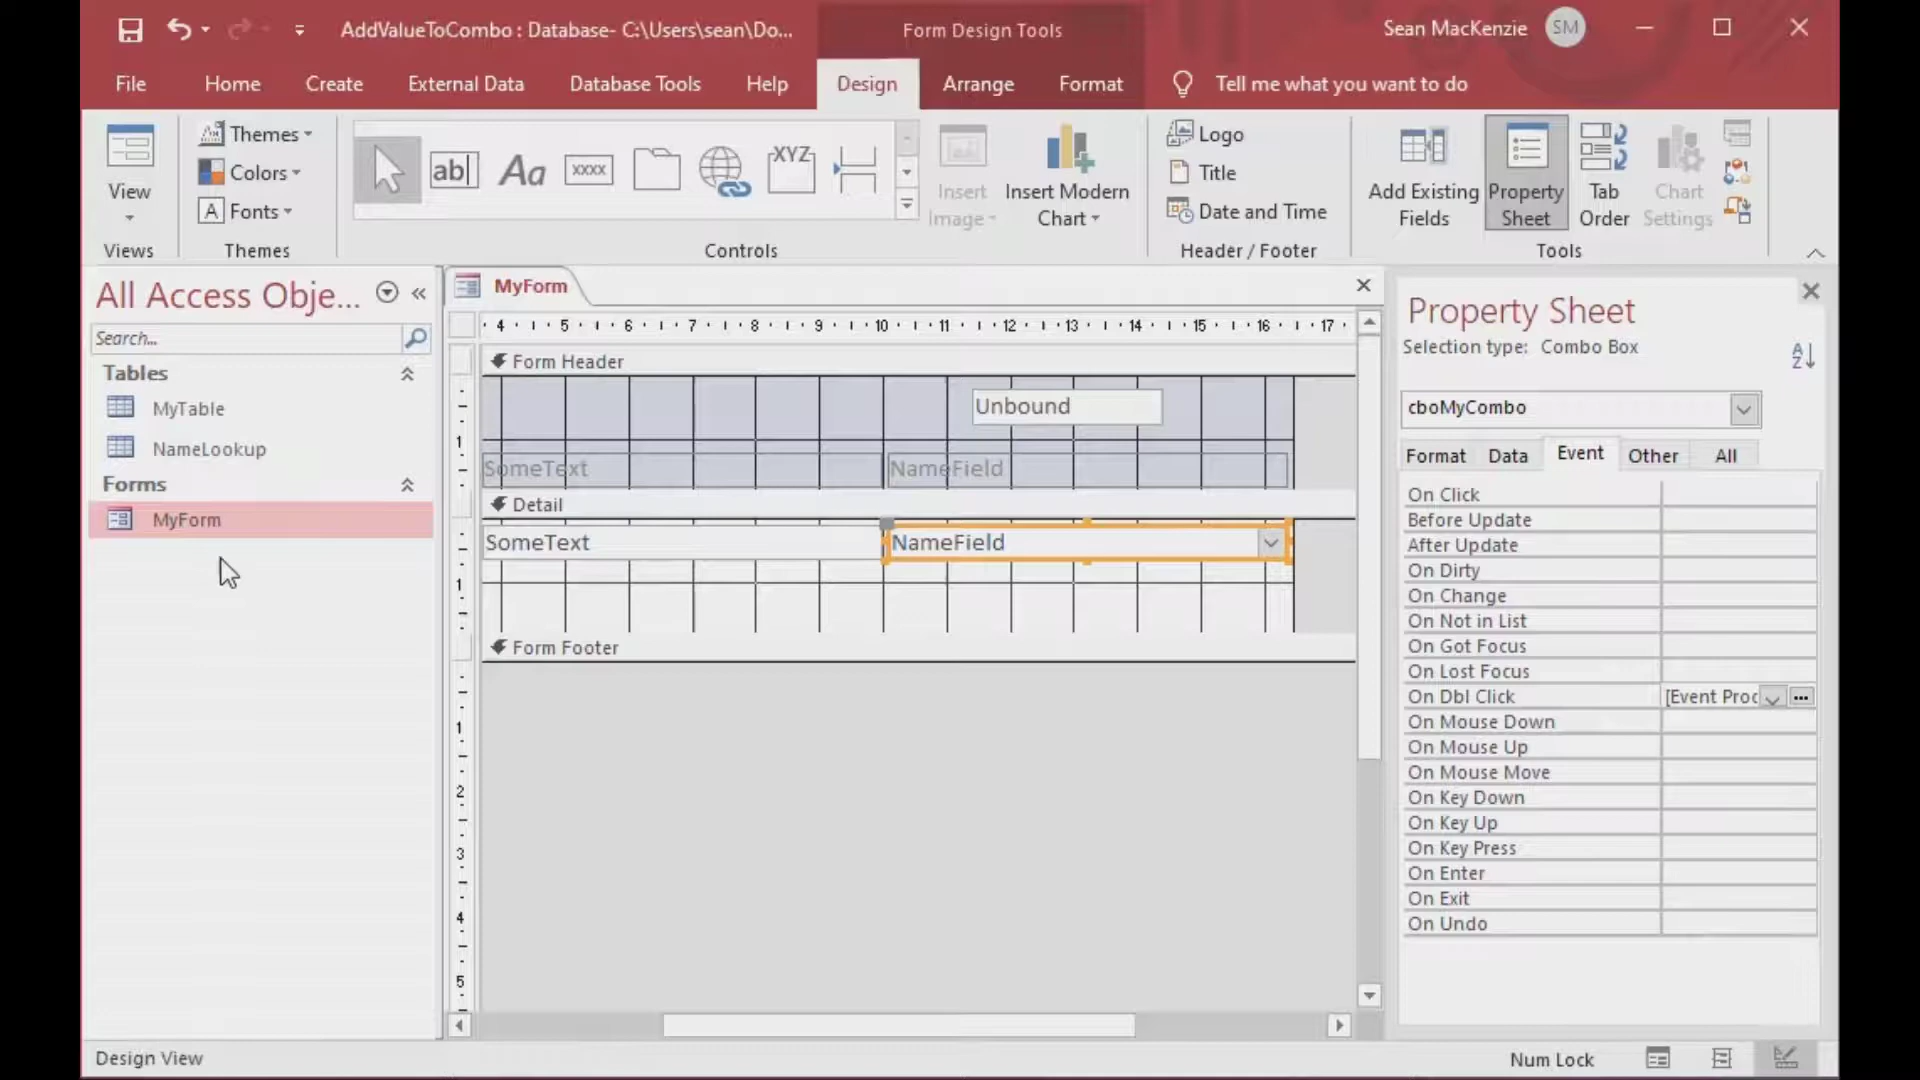 AddValueToCombo : Database- C:\Users\sean\Do...
Form Design Tools
Sean MacKenzie
SM
File
Home
Create
External Data
Database Tools
Help
Design
Arrange
Format
Tell me what you want to do
View
Views
Themes
Colors
A Fonts
Themes
ab
Aa
xxxx
XYZ
Controls
Insert
Image
Insert Modern
Chart
Logo
Title
Date and Time
Header / Footer
Add Existing
Fields
Property
Sheet
Tab
Order
Chart
Settings
Tools
All Access Obje...
Search...
Tables
MyTable
NameLookup
Forms
MyForm
MyForm
4 5 6 7 8 9 10 11 12 13 14 15 16 17
Form Header
Unbound
1
SomeText
NameField
Detail
SomeText
NameField
1
Form Footer
1
2
3
4
5
Property Sheet
Selection type: Combo Box
A
Z
cboMyCombo
Format
Data
Event
Other
All
On Click
Before Update
After Update
On Dirty
On Change
On Not in List
On Got Focus
On Lost Focus
On Dbl Click
[Event Proc
...
On Mouse Down
On Mouse Up
On Mouse Move
On Key Down
On Key Up
On Key Press
On Enter
On Exit
On Undo
Design View
Num Lock